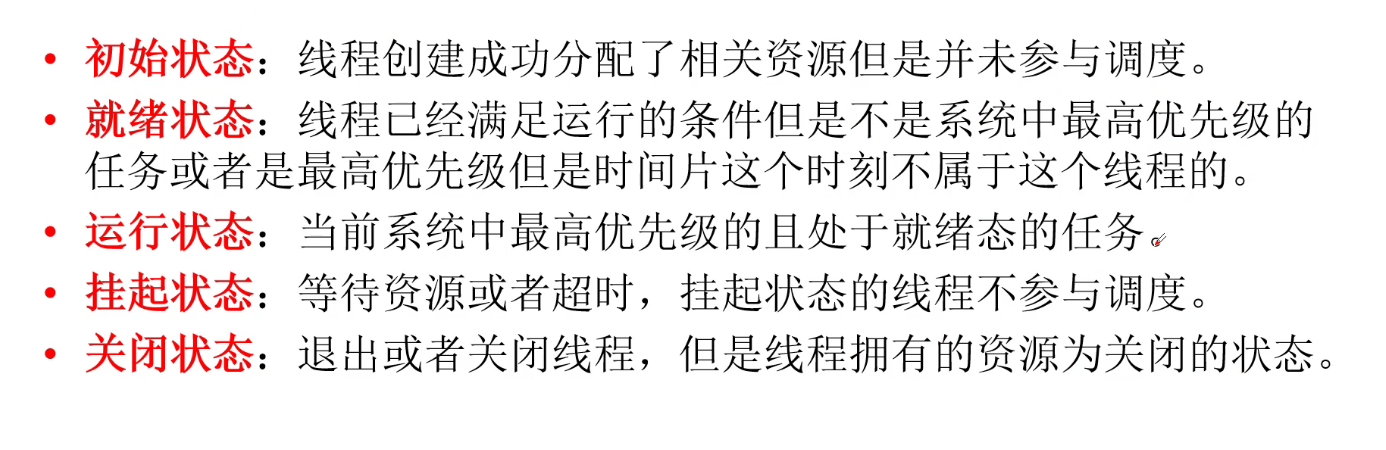 • 初始状态：线程创建成功分配了相关资源但是并未参与调度。
• 就绪状态：线程已经满足运行的条件但是不是系统中最高优先级的
任务或者是最高优先级但是时间片这个时刻不属于这个线程的。
• 运行状态：当前系统中最高优先级的且处于就绪态的任务。
• 挂起状态：等待资源或者超时，挂起状态的线程不参与调度。
• 关闭状态：退出或者关闭线程，但是线程拥有的资源为关闭的状态。